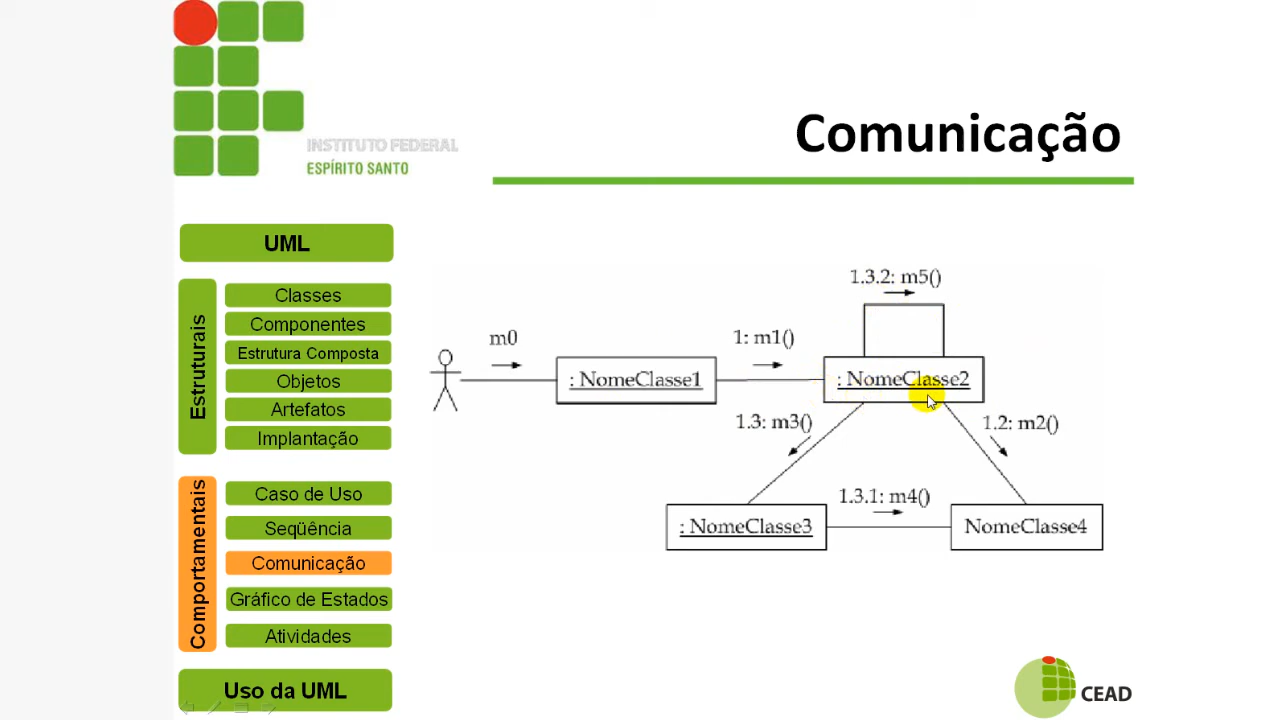 INSTITUTO FEDERAL
ESPÍRITO SANTO
Comunicação
UML
Estruturais
Classes
Componentes
Estrutura Composta
Objetos
Artefatos
Implantação
Comportamentais
Caso de Uso
Seqüência
Comunicação
Gráfico de Estados
Atividades
Uso da UML
1.3.2: m5()
m0
1: m1()
: NomeClasse1
: NomeClasse2
1.3: m3()
1.2: m2()
1.3.1: m4()
: NomeClasse3
NomeClasse4
CEAD